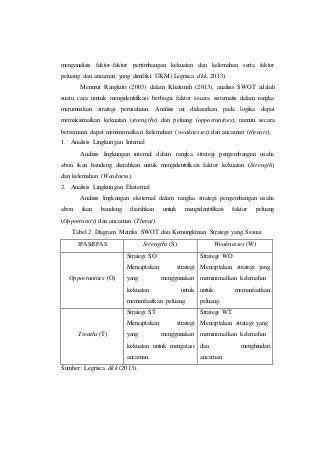 menganalisis faktor-faktor pertimbangan kekuatan dan kelemahan serta faktor
peluang dan ancaman yang dimiliki UKM (Legnisca dkk, 2013).
Menurut Rangkuti (2003) dalam Khatimah (2013), analisis SWOT adalah
suatu cara untuk mengidentifikasi berbagai faktor secara sistematis dalam rangka
merumuskan strategi perusahaan. Analisis ini didasarkan pada logika dapat
memaksimalkan kekuatan (strengths) dan peluang (opportunities), namun secara
bersamaan dapat meminimalkan kelemahan (weaknesses) dan ancaman (threats).
1. Analisis Lingkungan Internal
Analisis lingkungan internal dalam rangka strategi pengembangan usaha
abon ikan bandeng diarahkan untuk mengidentifikasi faktor kekuatan (Strength)
dan kelemahan (Weakness).
2. Analisis Lingkungan Eksternal
Analisis lingkungan eksternal dalam rangka strategi pengembangan usaha
abon ikan bandeng diarahkan untuk mengidentifikasi faktor peluang
(Opportunity) dan ancaman (Threat).
Tabel 2. Diagram Matriks SWOT dan Kemungkinan Strategi yang Sesuai
IFAS/EFAS Strengths (S) Weaknesses (W)
Opportunities (O)
Strategi SO
Menciptakan strategi
yang menggunakan
kekuatan untuk
memanfaatkan peluang.
Strategi WO
Menciptakan strategi yang
meminimalkan kelemahan
untuk memanfaatkan
peluang.
Treaths (T)
Strategi ST
Menciptakan strategi
yang menggunakan
kekuatan untuk mengatasi
ancaman.
Strategi WT
Menciptakan strategi yang
meminimalkan kelemahan
dan menghindari
ancaman.
Sumber: Legnisca dkk (2013).